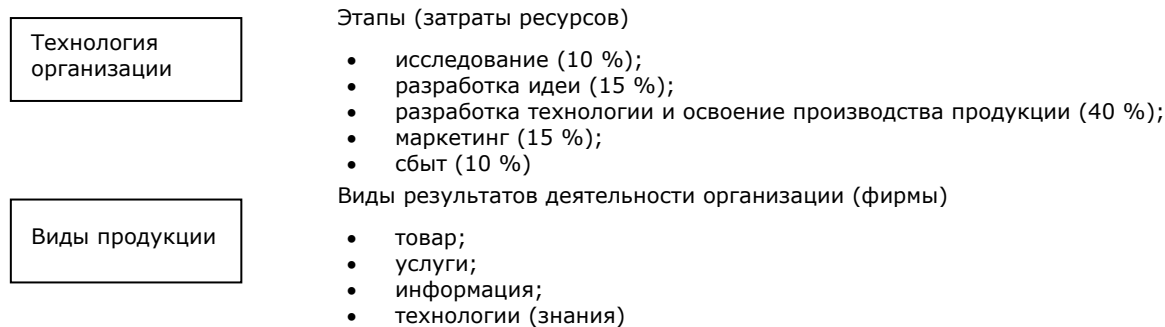 Технология
организации
Этапы (затраты ресурсов)
• исследование (10 %);
• разработка идеи (15 %);
• разработка технологии и освоение производства продукции (40 %);
• маркетинг (15 %);
• сбыт (10 %)
Виды продукции
Виды результатов деятельности организации (фирмы)
• товар;
• услуги;
• информация;
• технологии (знания)